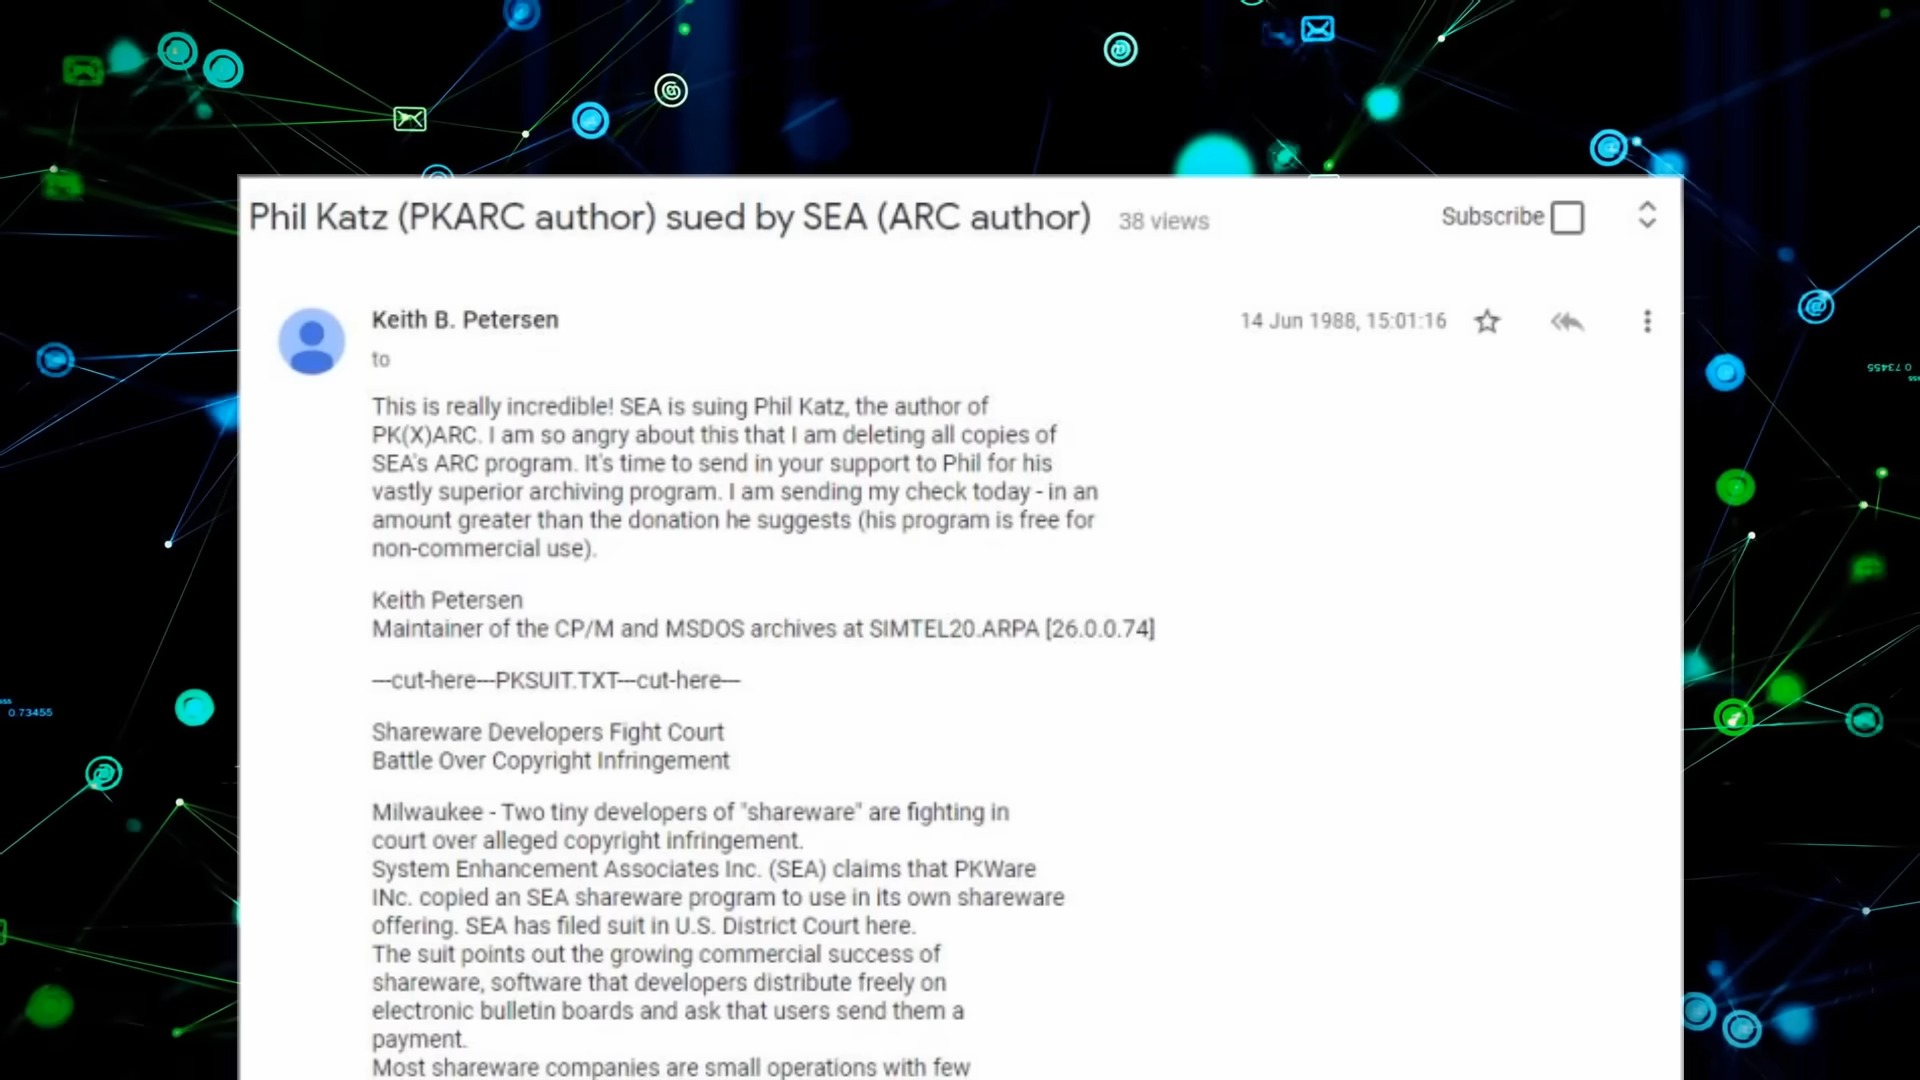 Phil Katz (PKARC author) sued by SEA (ARC author) 38 views Subscribe
Keith B. Petersen 14 Jun 1988, 15:01:16
to
This is really incredible! SEA is suing Phil Katz, the author of
PK(X)ARC. I am so angry about this that I am deleting all copies of
SEA's ARC program. It's time to send in your support to Phil for his
vastly superior archiving program. I am sending my check today - in an
amount greater than the donation he suggests (his program is free for
non-commercial use).
Keith Petersen
Maintainer of the CP/M and MSDOS archives at SIMTEL20.ARPA [26.0.0.74]
---cut-here---PKSUIT.TXT---cut-here---
Shareware Developers Fight Court
Battle Over Copyright Infringement
Milwaukee - Two tiny developers of "shareware" are fighting in
court over alleged copyright infringement.
System Enhancement Associates Inc. (SEA) claims that PKWare
INc. copied an SEA shareware program to use in its own shareware
offering. SEA has filed suit in U.S. District Court here.
The suit points out the growing commercial success of
shareware, software that developers distribute freely on
electronic bulletin boards and ask that users send them a
payment.
Most shareware companies are small operations with few
0.73455
0.73455